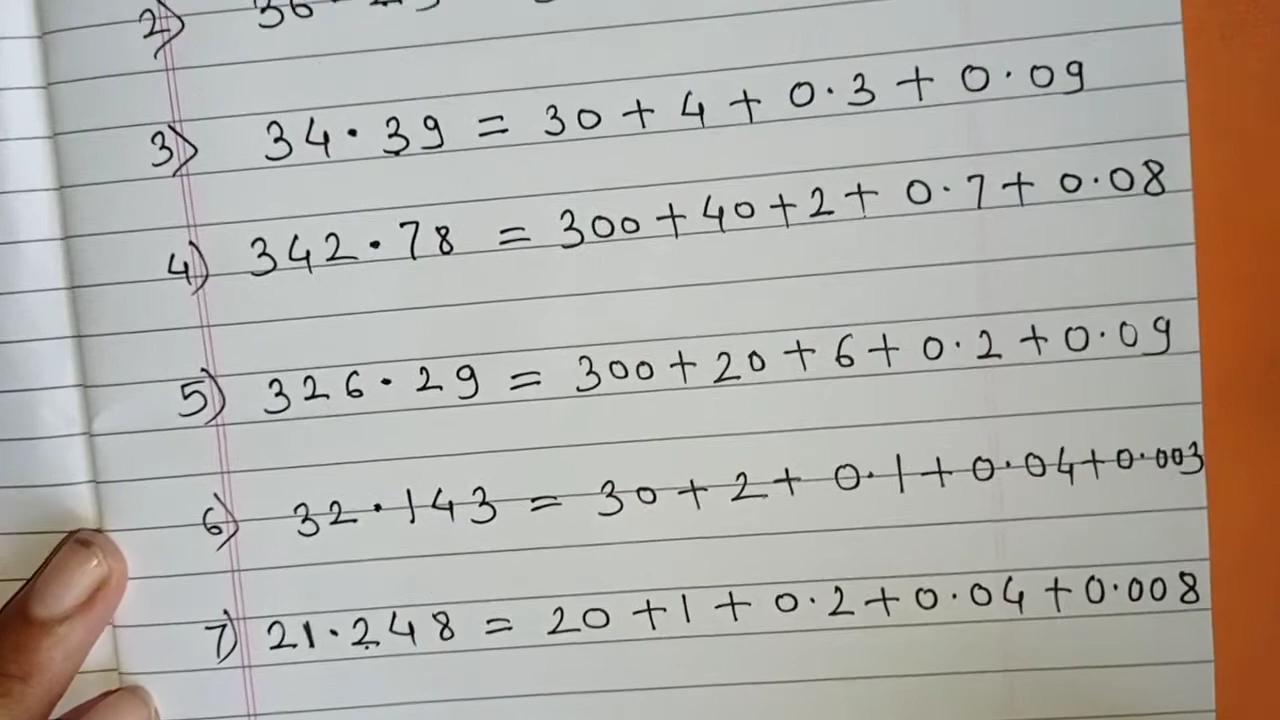 2) 36
3) 34.39 = 30 + 4 + 0.3 + 0.09
4) 342.78 = 300 + 40 + 2 + 0.7 + 0.08
5) 326.29 = 300 + 20 + 6 + 0.2 + 0.09
6) 32.143 = 30 + 2 + 0.1 + 0.04 + 0.003
7) 21.248 = 20 + 1 + 0.2 + 0.04 + 0.008